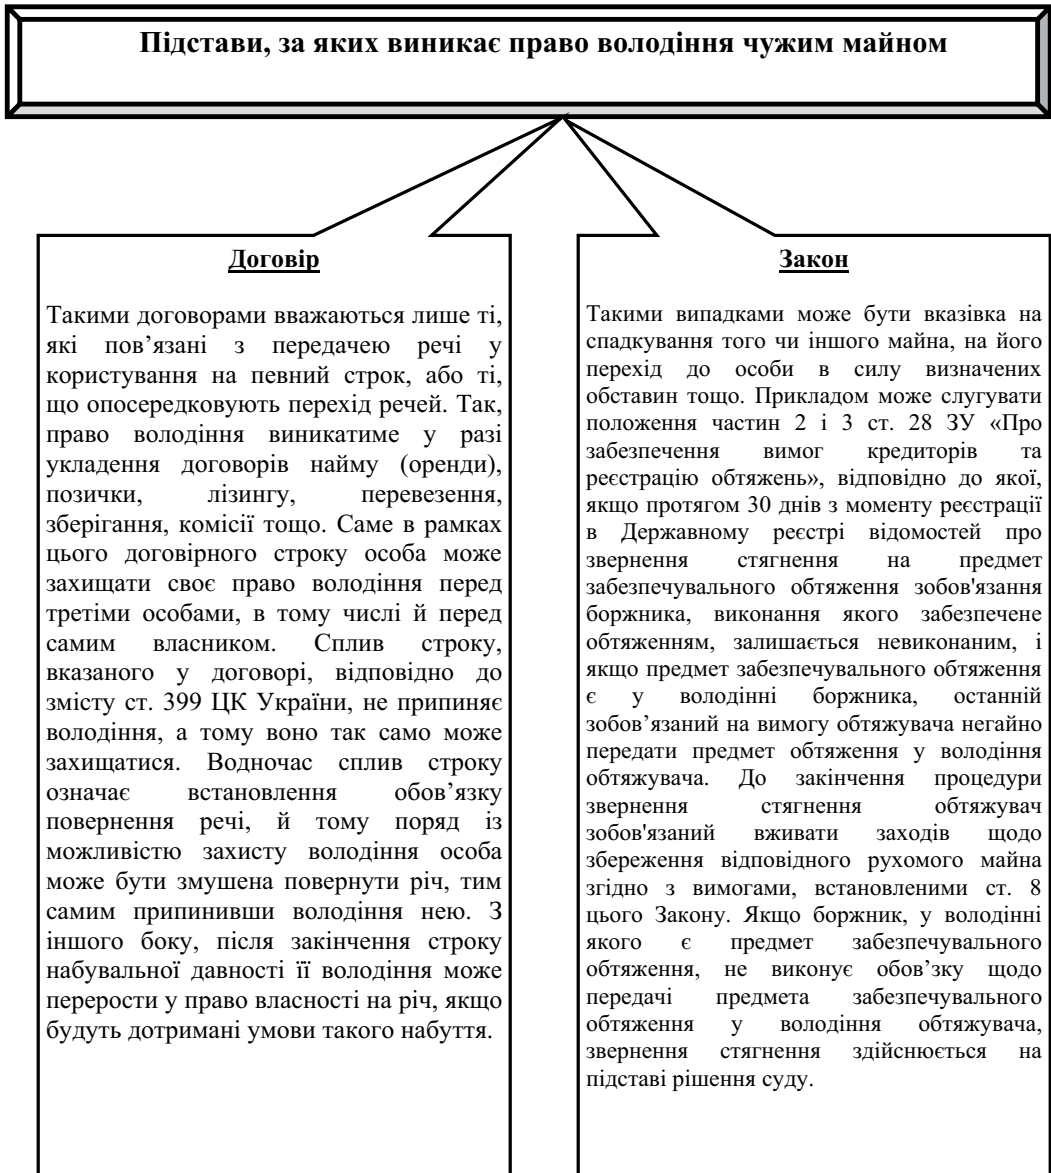 Підстави, за яких виникає право володіння чужим майном
Договір
Такими договорами вважаються лише ті,
які пов’язані з передачею речі у
користування на певний строк, або ті,
що опосередковують перехід речей. Так,
право володіння виникатиме у разі
укладення договорів найму (оренди),
позички, лізингу, перевезення,
зберігання, комісії тощо. Саме в рамках
цього договірного строку особа може
захищати своє право володіння перед
третіми особами, в тому числі й перед
самим власником. Сплив строку,
вказаного у договорі, відповідно до
змісту ст. 399 ЦК України, не припиняє
володіння, а тому воно так само може
захищатися. Водночас сплив строку
означає встановлення обов’язку
повернення речі, й тому поряд із
можливістю захисту володіння особа
може бути змушена повернути річ, тим
самим припинивши володіння нею. З
іншого боку, після закінчення строку
набувальної давності її володіння може
перерости у право власності на річ, якщо
будуть дотримані умови такого набуття.
Закон
Такими випадками може бути вказівка на
спадкування того чи іншого майна, на його
перехід до особи в силу визначених
обставин тощо. Прикладом може слугувати
положення частин 2 і 3 ст. 28 ЗУ «Про
забезпечення вимог кредиторів та
реєстрацію обтяжень», відповідно до якої,
якщо протягом 30 днів з моменту реєстрації
в Державному реєстрі відомостей про
звернення стягнення на предмет
забезпечувального обтяження зобов'язання
боржника, виконання якого забезпечене
обтяженням, залишається невиконаним, і
якщо предмет забезпечувального обтяження
є у володінні боржника, останній
зобов’язаний на вимогу обтяжувача негайно
передати предмет обтяження у володіння
обтяжувача. До закінчення процедури
звернення стягнення обтяжувач
зобов'язаний вживати заходів щодо
збереження відповідного рухомого майна
згідно з вимогами, встановленими ст. 8
цього Закону. Якщо боржник, у володінні
якого є предмет забезпечувального
обтяження, не виконує обов’зку щодо
передачі предмета забезпечувального
обтяження у володіння обтяжувача,
звернення стягнення здійснюється на
підставі рішення суду.